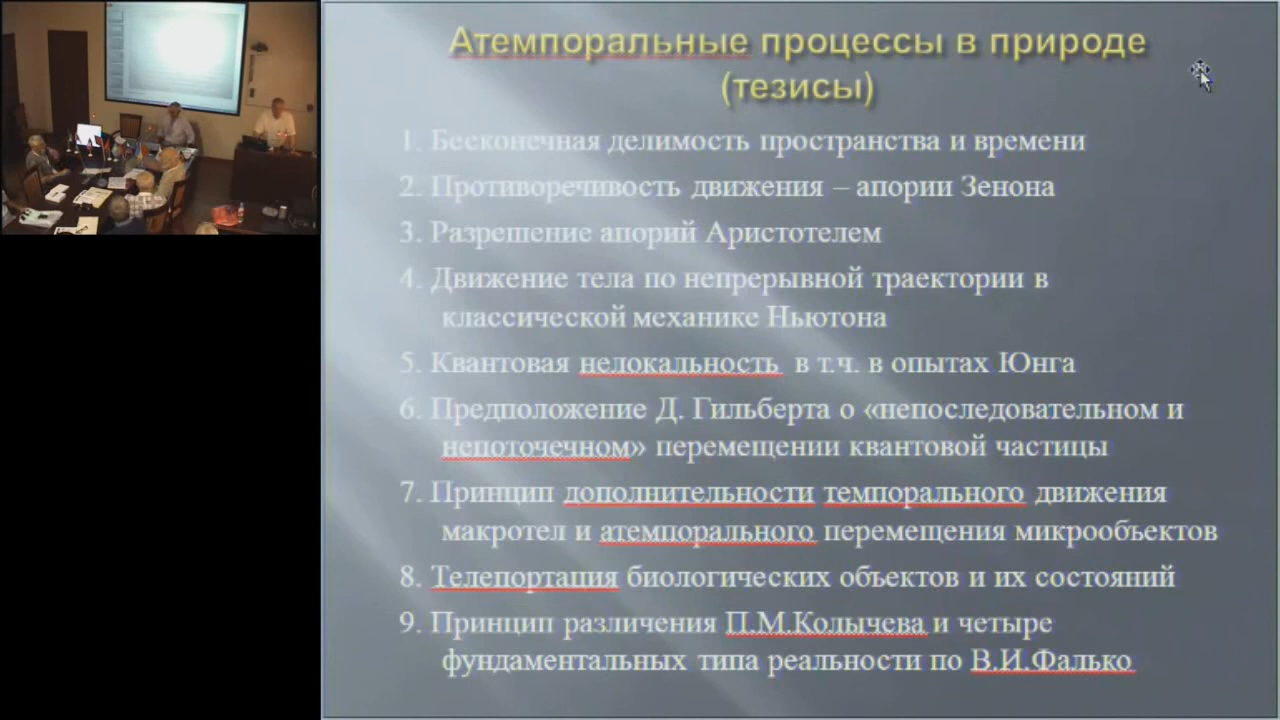 Атемпоральные процессы в природе
(тезисы)
1. Бесконечная делимость пространства и времени
2. Противоречивость движения – апории Зенона
3. Разрешение апорий Аристотелем
4. Движение тела по непрерывной траектории в
классической механике Ньютона
5. Квантовая нелокальность в т.ч. в опытах Юнга
6. Предположение Д. Гильберта о «непоследовательном и
непоточечном» перемещении квантовой частицы
7. Принцип дополнительности темпорального движения
макротел и атемпорального перемещения микрообъектов
8. Телепортация биологических объектов и их состояний
9. Принцип различения П.М.Колычева и четыре
фундаментальных типа реальности по В.И.Фалько